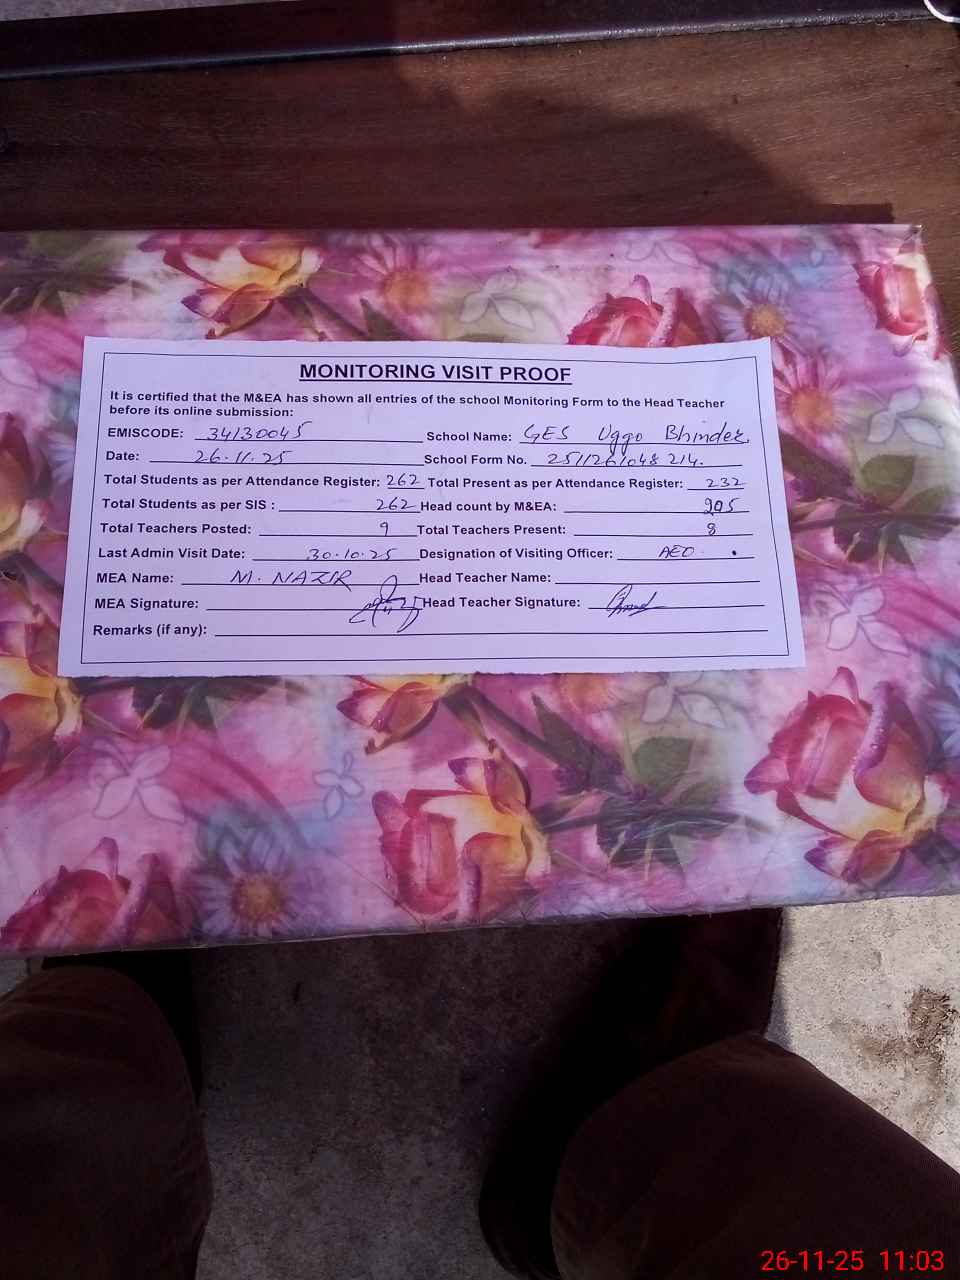 MONITORING VISIT PROOF
It is certified that the M&EA has shown all entries of the school Monitoring Form to the Head Teacher
before its online submission:
EMISCODE: 34130045 School Name: GES Uggo Bhinder.
Date: 26.11.25 School Form No. 2511261048 214.
Total Students as per Attendance Register: 262 Total Present as per Attendance Register: 232
Total Students as per SIS : 262 Head count by M&EA: 205
Total Teachers Posted: 9 Total Teachers Present: 8
Last Admin Visit Date: 30.10.25 Designation of Visiting Officer: AEO.
MEA Name: M. NAZIR Head Teacher Name:
MEA Signature: Head Teacher Signature:
Remarks (if any):
26-11-25 11:03